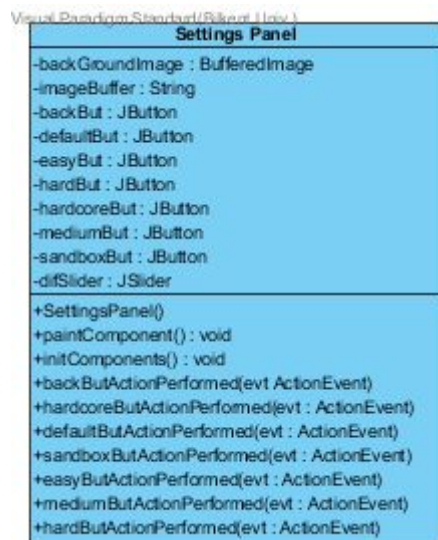 Visual Paradigm Standard(Bilkent Univ.)
Settings Panel
-backGroundImage : BufferedImage
-imageBuffer : String
-backBut : JButton
-defaultBut : JButton
-easyBut : JButton
-hardBut : JButton
-hardcoreBut : JButton
-mediumBut : JButton
-sandboxBut : JButton
-difSlider : JSlider
+SettingsPanel()
+paintComponent() : void
+initComponents() : void
+backButActionPerformed(evt ActionEvent)
+hardcoreButActionPerformed(evt : ActionEvent)
+defaultButActionPerformed(evt : ActionEvent)
+sandboxButActionPerformed(evt : ActionEvent)
+easyButActionPerformed(evt : ActionEvent)
+mediumButActionPerformed(evt : ActionEvent)
+hardButActionPerformed(evt : ActionEvent)